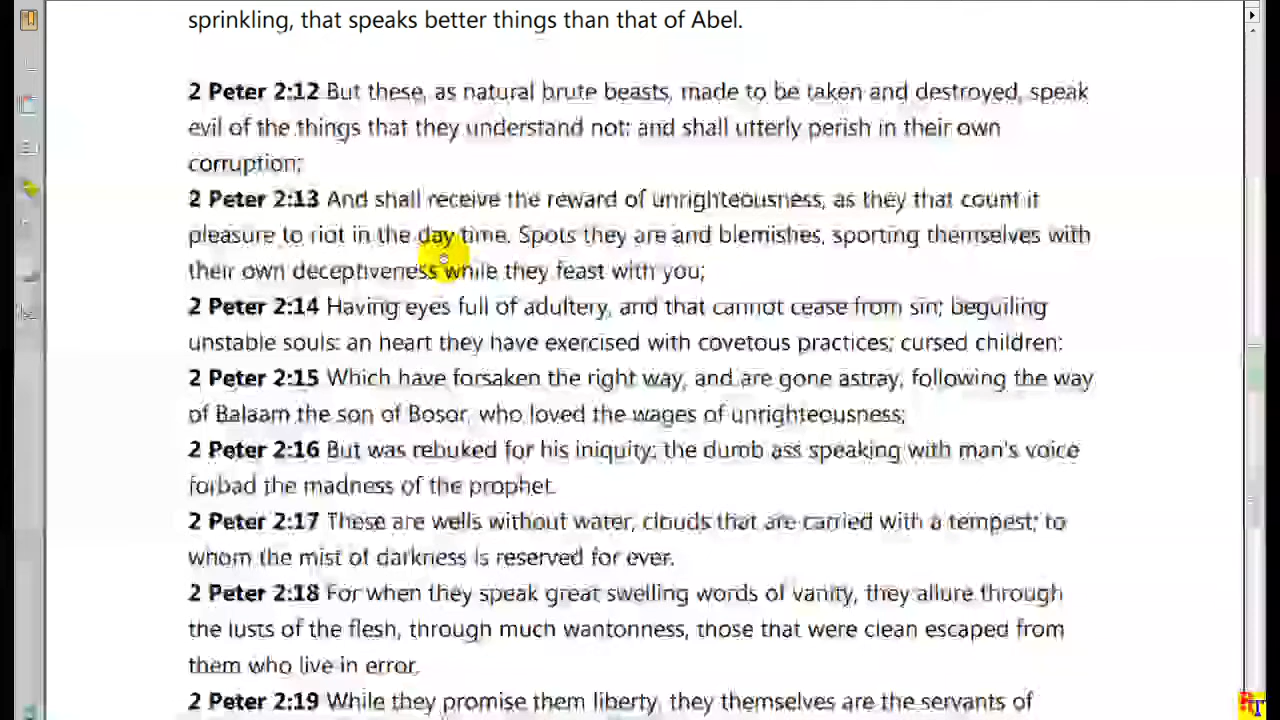 sprinkling, that speaks better things than that of Abel.
2 Peter 2:12 But these, as natural brute beasts, made to be taken and destroyed, speak
evil of the things that they understand not; and shall utterly perish in their own
corruption;
2 Peter 2:13 And shall receive the reward of unrighteousness, as they that count it
pleasure to riot in the day time. Spots they are and blemishes, sporting themselves with
their own deceptiveness while they feast with you;
2 Peter 2:14 Having eyes full of adultery, and that cannot cease from sin; beguiling
unstable souls: an heart they have exercised with covetous practices; cursed children:
2 Peter 2:15 Which have forsaken the right way, and are gone astray, following the way
of Balaam the son of Bosor, who loved the wages of unrighteousness;
2 Peter 2:16 But was rebuked for his iniquity: the dumb ass speaking with man's voice
forbad the madness of the prophet.
2 Peter 2:17 These are wells without water, clouds that are carried with a tempest; to
whom the mist of darkness is reserved for ever.
2 Peter 2:18 For when they speak great swelling words of vanity, they allure through
the lusts of the flesh, through much wantonness, those that were clean escaped from
them who live in error.
2 Peter 2:19 While they promise them liberty, they themselves are the servants of